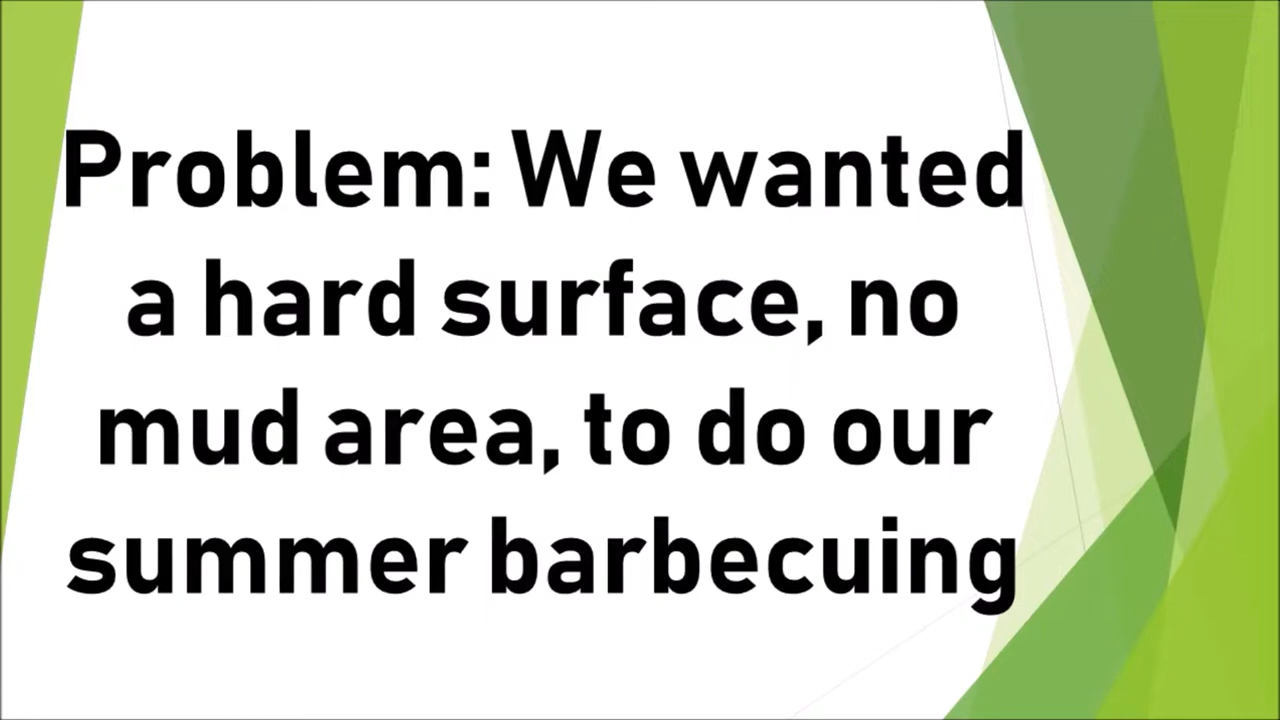 Problem: We wanted
a hard surface, no
mud area, to do our
summer barbecuing